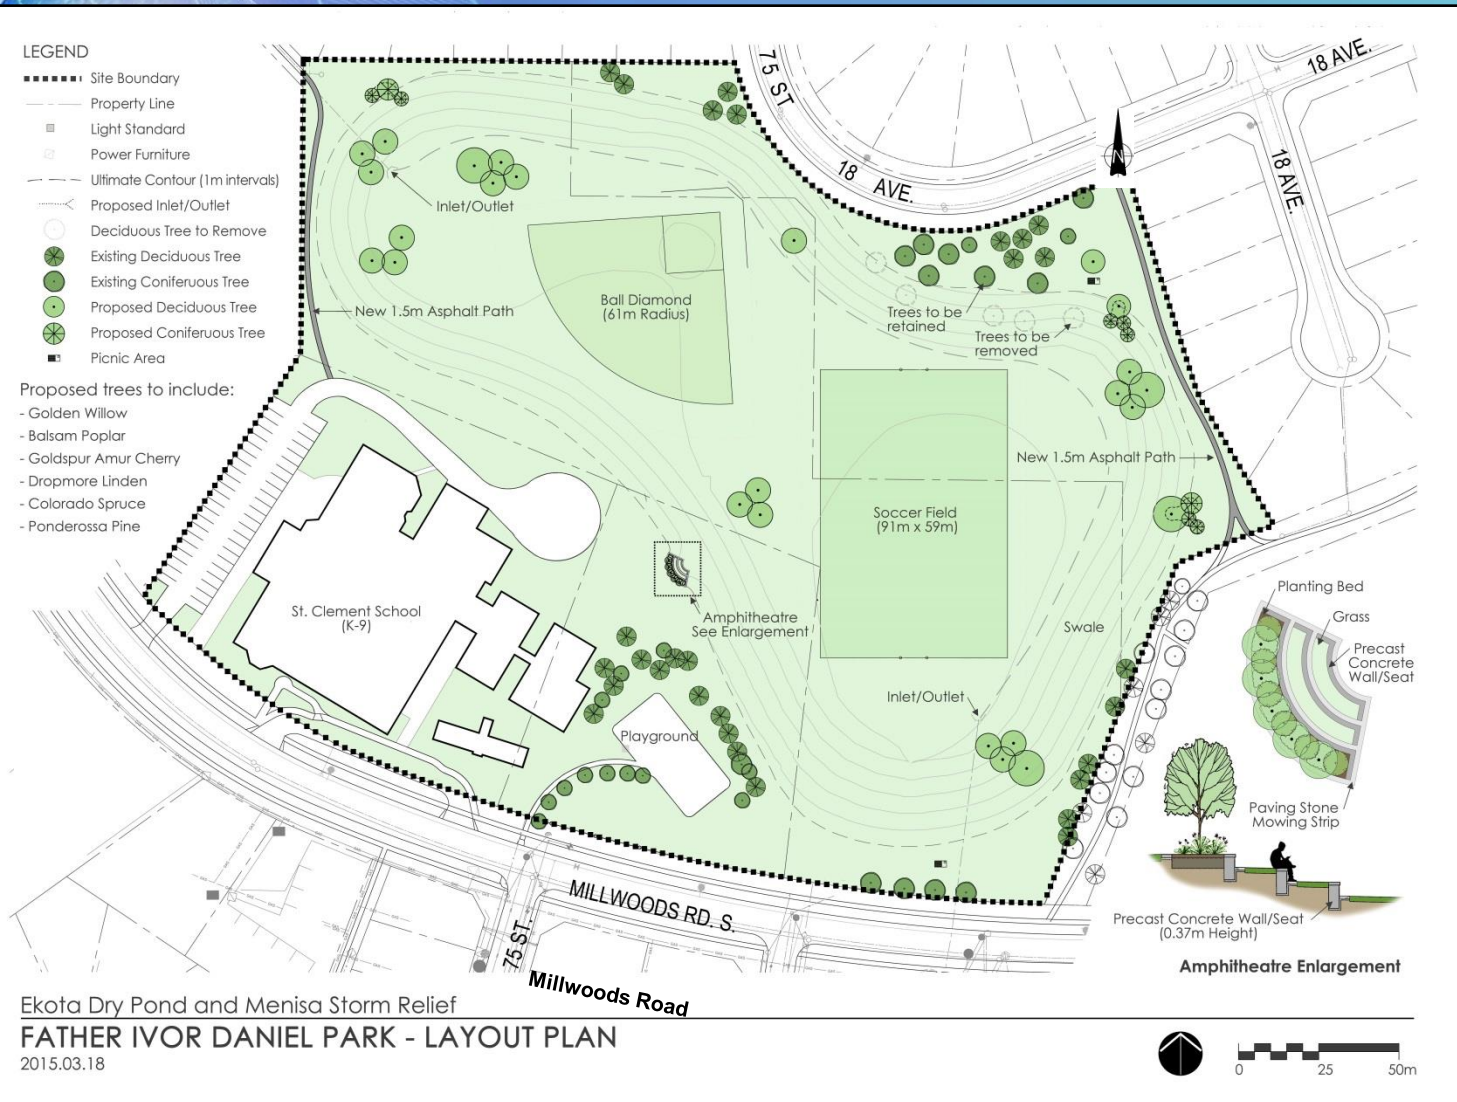 LEGEND
Site Boundary
Property Line
Light Standard
Power Furniture
Ultimate Contour (1m intervals)
Proposed Inlet/Outlet
Deciduous Tree to Remove
Existing Deciduous Tree
Existing Coniferuous Tree
Proposed Deciduous Tree
Proposed Coniferuous Tree
Picnic Area
Proposed trees to include:
- Golden Willow
- Balsam Poplar
- Goldspur Amur Cherry
- Dropmore Linden
- Colorado Spruce
- Ponderossa Pine
75 ST
18 AVE.
18 AVE.
18 AVE.
N
Inlet/Outlet
New 1.5m Asphalt Path
Ball Diamond
(61m Radius)
Trees to be
retained
Trees to be
removed
New 1.5m Asphalt Path
Soccer Field
(91m x 59m)
St. Clement School
(K-9)
Amphitheatre
See Enlargement
Swale
Inlet/Outlet
Playground
Planting Bed
Grass
Precast
Concrete
Wall/Seat
Paving Stone
Mowing Strip
Precast Concrete Wall/Seat
(0.37m Height)
Amphitheatre Enlargement
MILLWOODS RD. S.
75 ST.
Millwoods Road
Ekota Dry Pond and Menisa Storm Relief
FATHER IVOR DANIEL PARK - LAYOUT PLAN
2015.03.18
0 25 50m